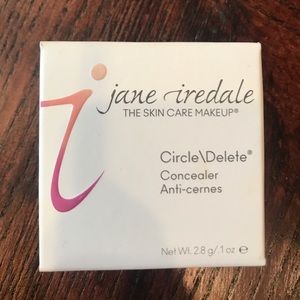 jane iredale
THE SKIN CARE MAKEUP®
Circle\Delete®
Concealer
Anti-cernes
Net Wt. 2.8 g/.1 oz e